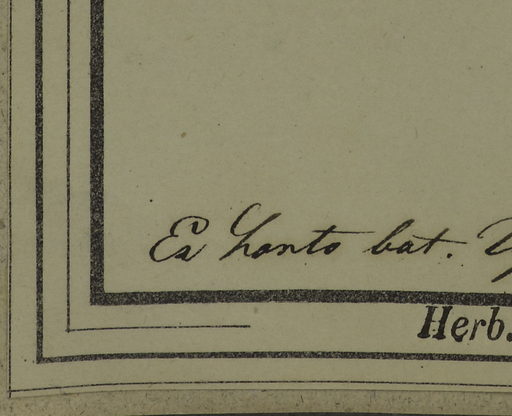 Ex horto bat.
Herb.